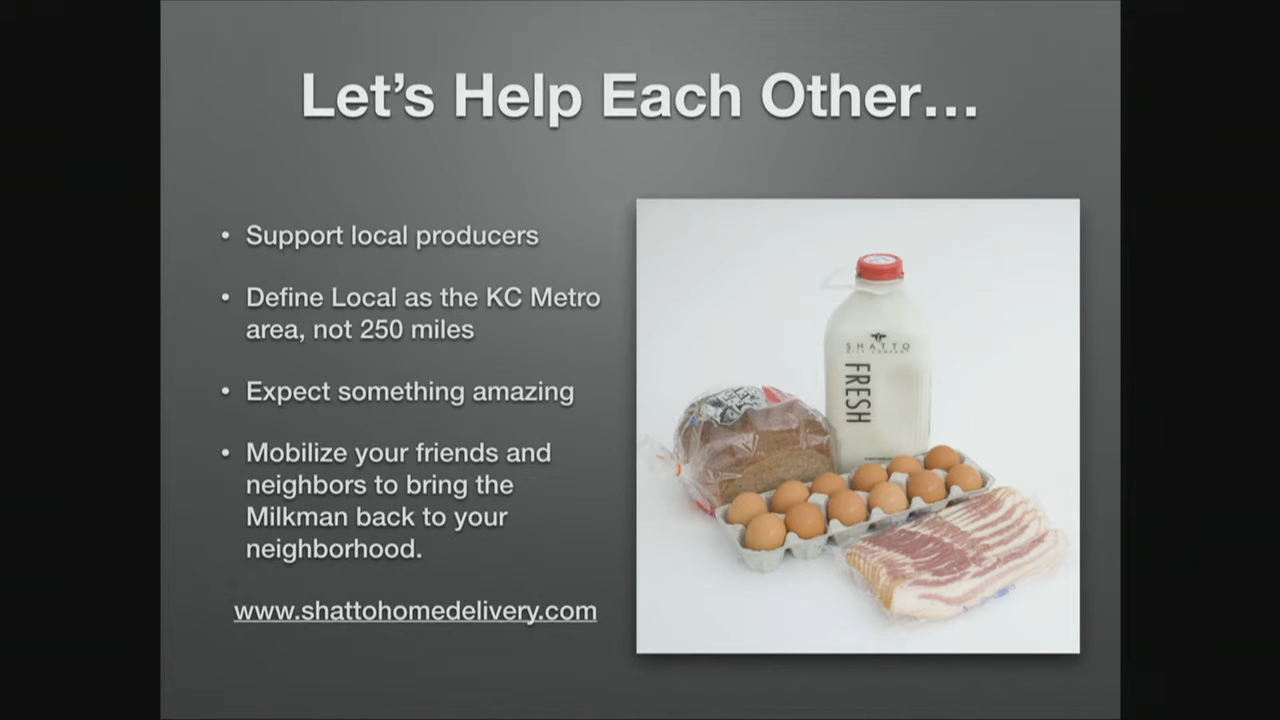 Let’s Help Each Other…
• Support local producers
• Define Local as the KC Metro
area, not 250 miles
• Expect something amazing
• Mobilize your friends and
neighbors to bring the
Milkman back to your
neighborhood.
www.shattohomedelivery.com
SHATTO
MILK COMPANY
FRESH